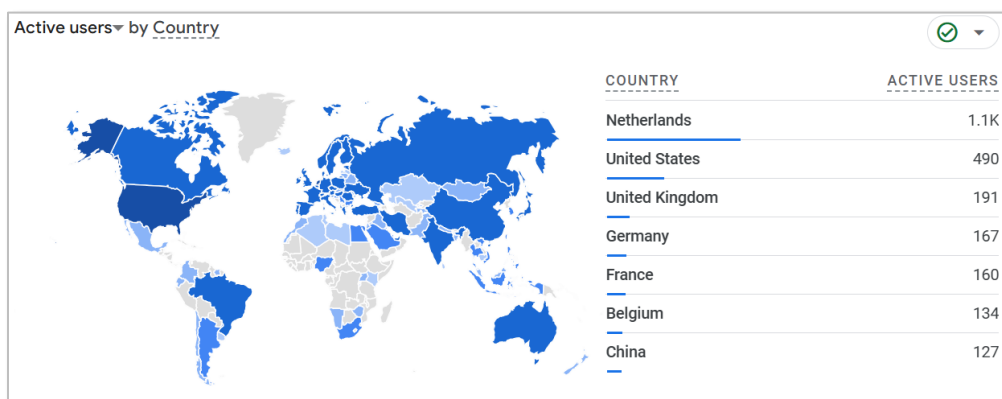 Active users by Country
COUNTRY ACTIVE USERS
Netherlands 1.1K
United States 490
United Kingdom 191
Germany 167
France 160
Belgium 134
China 127